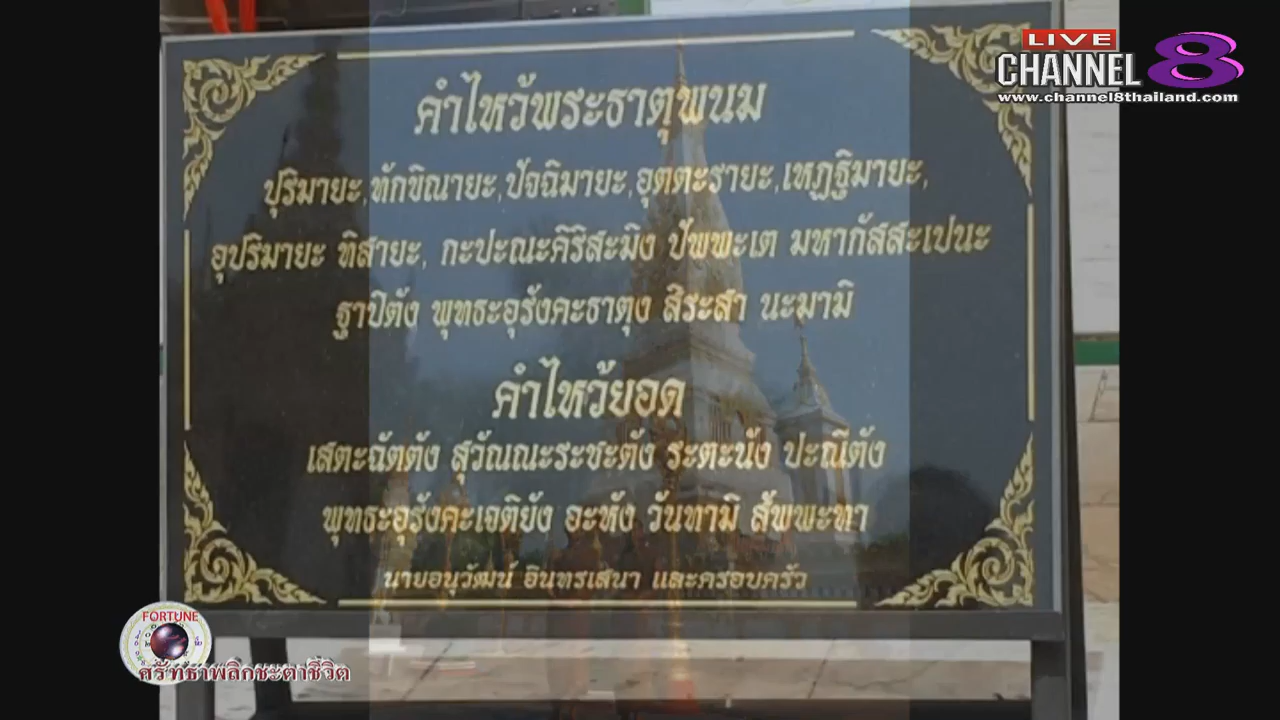 LIVE
CHANNEL 8
www.channel8thailand.com
คำไหว้พระธาตุพนม
ปุริมายะ,ทักขิณายะ,ปัจฉิมายะ,อุตตะรายะ,เหฏฐิมายะ,
อุปริมายะ ทิสายะ, กะปะณะคิริสะมิง ปัพพะเต มหากัสสะเปนะ
ฐาปิตัง พุทธะอุรังคะธาตุง สิระสา นะมามิ
คำไหว้ยอด
เสตะฉัตตัง สุวัณณะระชะตัง ระตะนัง ปะณีตัง
พุทธะอุรังคะเจติยัง อะหัง วันทามิ สัพพะทา
นายอนุวัฒน์ อินทรเสนา และครอบครัว
FORTUNE
ศรัทธาพลิกชะตาชีวิต